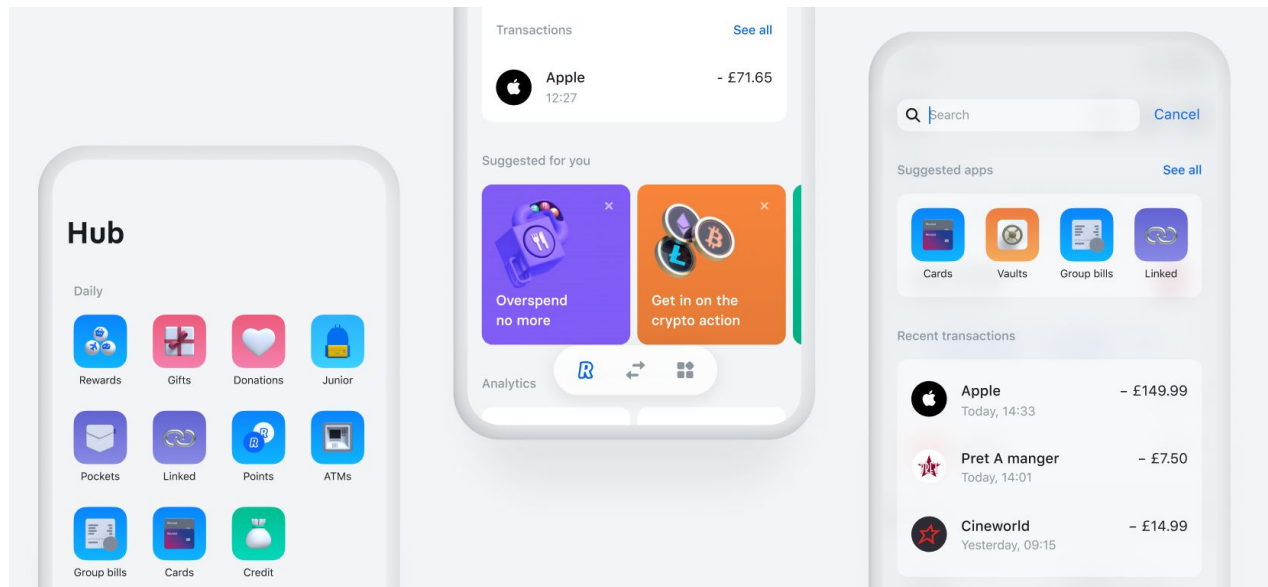 Hub
Daily
Rewards
Gifts
Donations
Junior
Pockets
Linked
Points
ATMs
Group bills
Cards
Credit
Transactions
See all
Apple
- £71.65
12:27
Suggested for you
Overspend
no more
Get in on the
crypto action
R
Analytics
Search
Cancel
Suggested apps
See all
Cards
Vaults
Group bills
Linked
Recent transactions
Apple
– £149.99
Today, 14:33
PRET
Pret A manger
– £7.50
Today, 14:01
Cineworld
– £14.99
Yesterday, 09:15